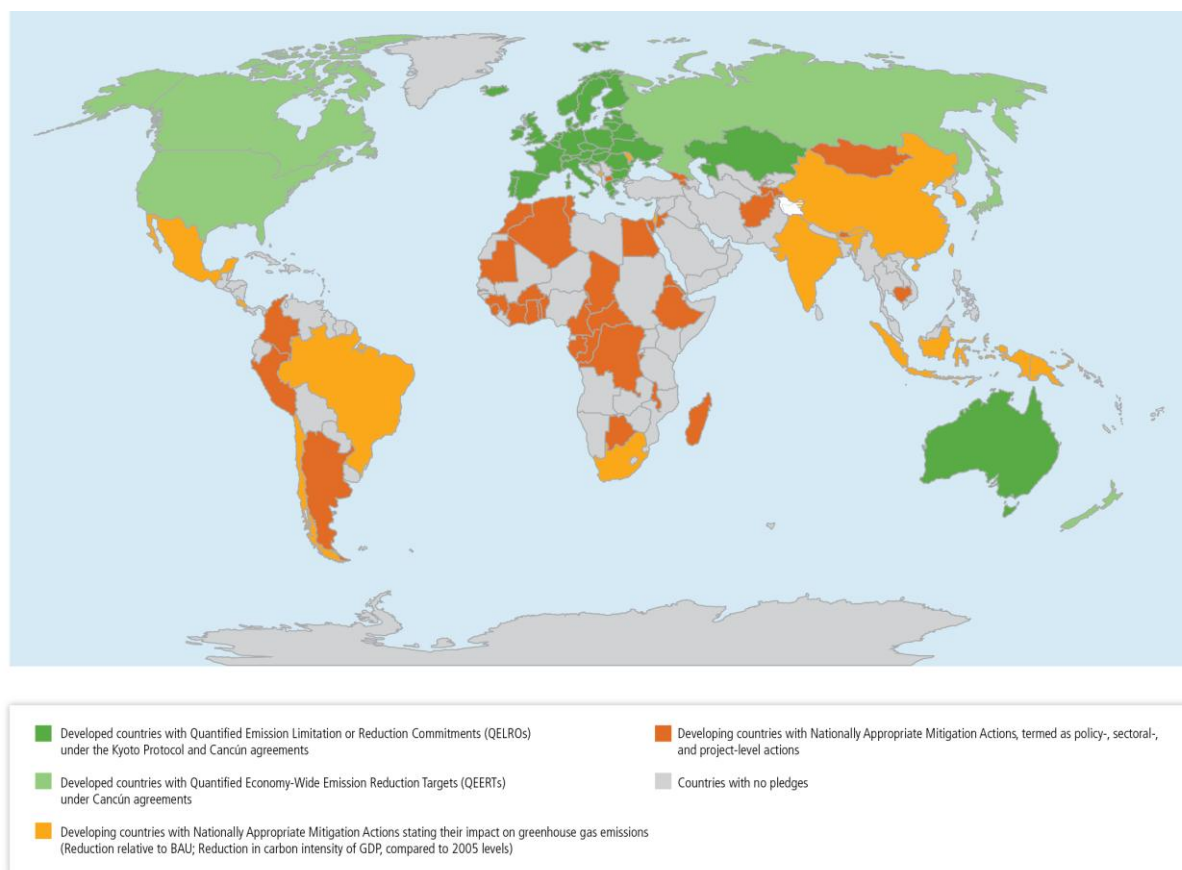 Developed countries with Quantified Emission Limitation or Reduction Commitments (QELROs)
under the Kyoto Protocol and Cancún agreements
Developed countries with Quantified Economy-Wide Emission Reduction Targets (QEERTs)
under Cancún agreements
Developing countries with Nationally Appropriate Mitigation Actions stating their impact on greenhouse gas emissions
(Reduction relative to BAU; Reduction in carbon intensity of GDP, compared to 2005 levels)
Developing countries with Nationally Appropriate Mitigation Actions, termed as policy-, sectoral-,
and project-level actions
Countries with no pledges